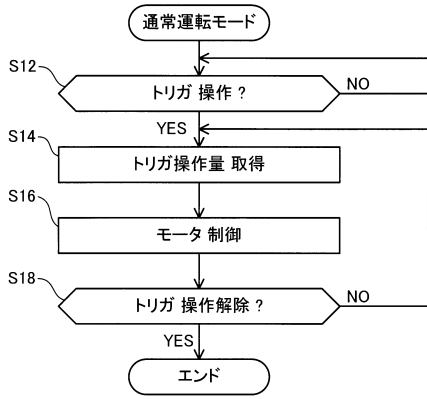 通常運転モード
S12
トリガ 操作 ?
NO
YES
S14
トリガ操作量 取得
S16
モータ 制御
S18
トリガ 操作解除 ?
NO
YES
エンド